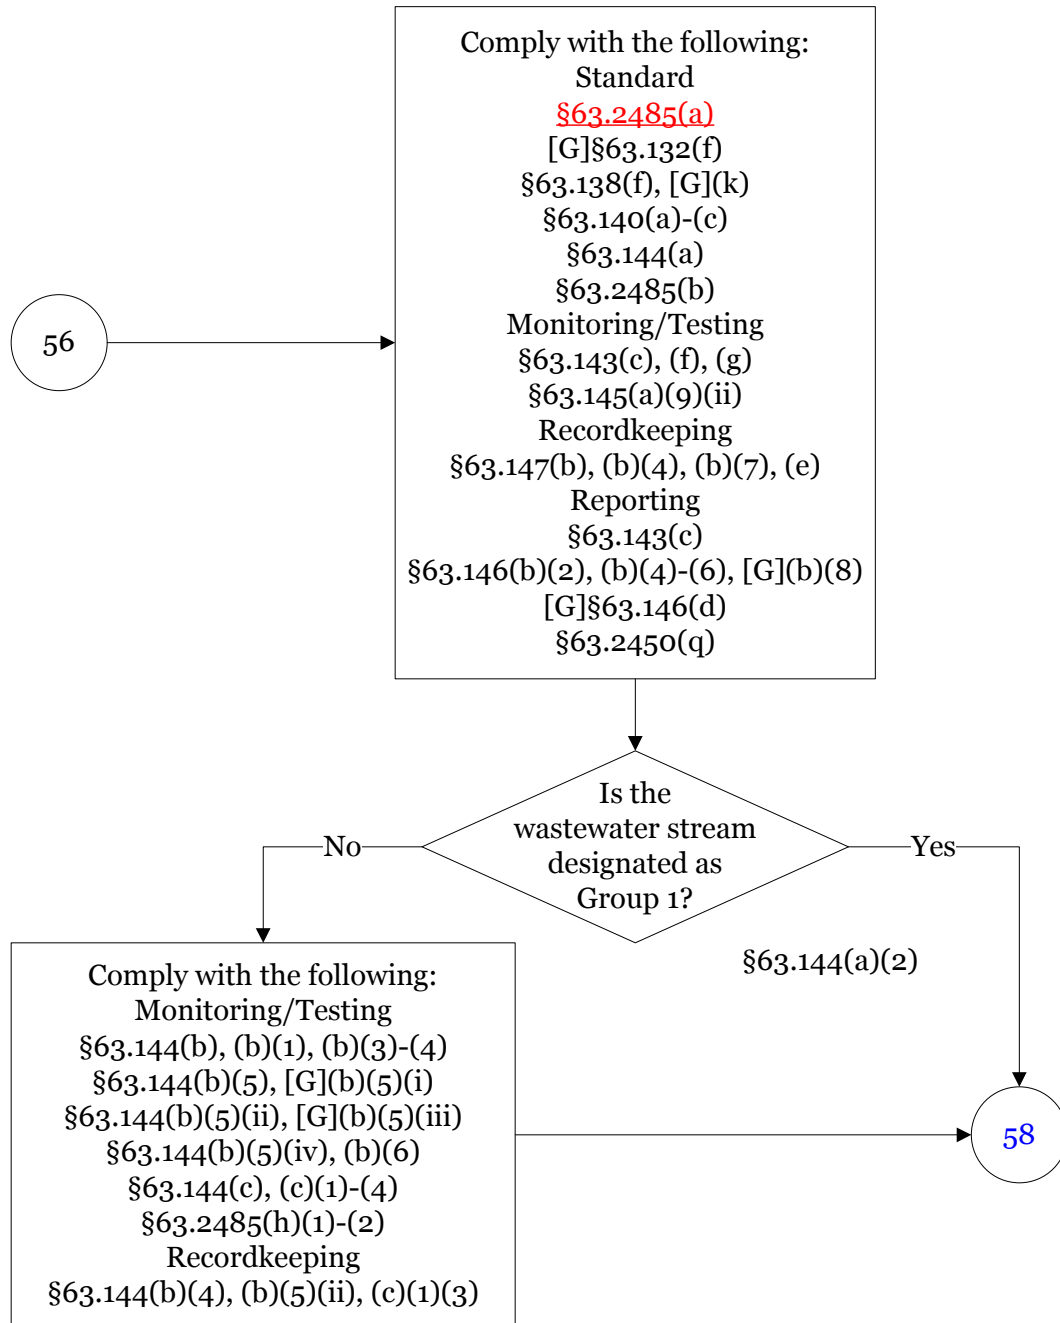 Comply with the following:
Standard
§63.2485(a)
[G]§63.132(f)
§63.138(f), [G](k)
§63.140(a)-(c)
§63.144(a)
§63.2485(b)
Monitoring/Testing
§63.143(c), (f), (g)
§63.145(a)(9)(ii)
Recordkeeping
§63.147(b), (b)(4), (b)(7), (e)
Reporting
§63.143(c)
§63.146(b)(2), (b)(4)-(6), [G](b)(8)
[G]§63.146(d)
§63.2450(q)
56
Is the
wastewater stream
designated as
Group 1?
No
Yes
§63.144(a)(2)
Comply with the following:
Monitoring/Testing
§63.144(b), (b)(1), (b)(3)-(4)
§63.144(b)(5), [G](b)(5)(i)
§63.144(b)(5)(ii), [G](b)(5)(iii)
§63.144(b)(5)(iv), (b)(6)
§63.144(c), (c)(1)-(4)
§63.2485(h)(1)-(2)
Recordkeeping
§63.144(b)(4), (b)(5)(ii), (c)(1)(3)
58